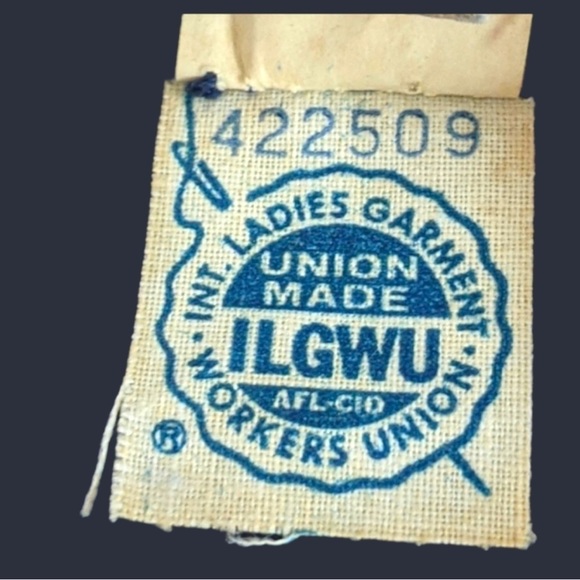 422509
INT. LADIES GARMENT
UNION
MADE
ILGWU
AFL-CIO
WORKERS UNION
®